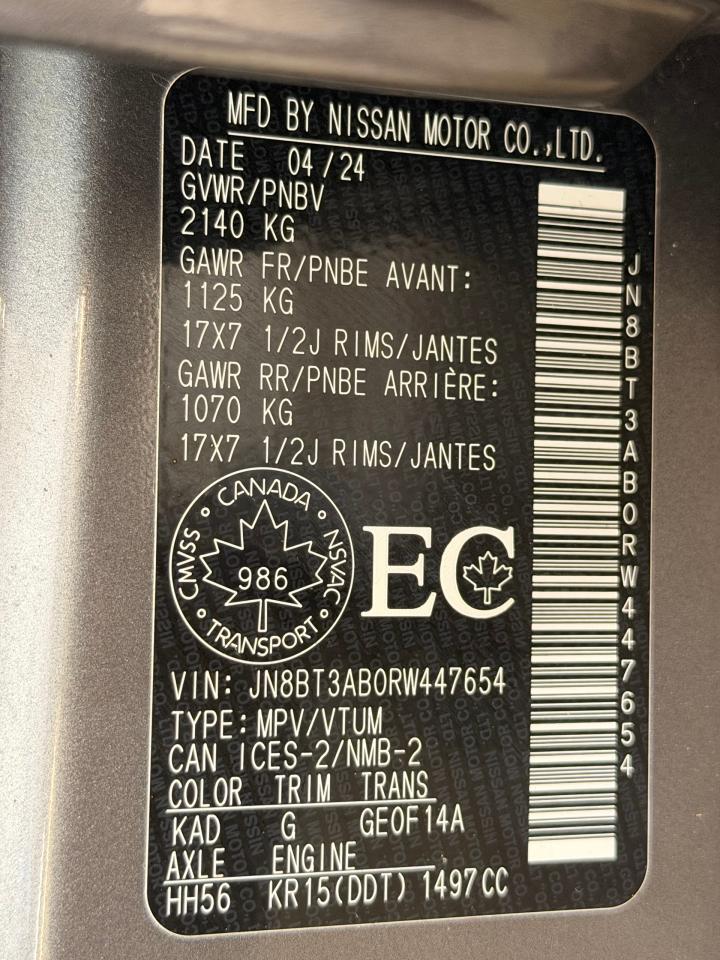 MFD BY NISSAN MOTOR CO.,LTD.
DATE 04/24
GVWR/PNBV
2140 KG
GAWR FR/PNBE AVANT:
1125 KG
17X7 1/2J RIMS/JANTES
GAWR RR/PNBE ARRIÈRE:
1070 KG
17X7 1/2J RIMS/JANTES
CANADA
CMVSS
NSVAC
986
TRANSPORT
EC
VIN: JN8BT3AB0RW447654
TYPE: MPV/VTUM
CAN ICES-2/NMB-2
COLOR TRIM TRANS
KAD G GE0F14A
AXLE ENGINE
HH56 KR15(DDT) 1497CC
JN8BT3AB0RW447654